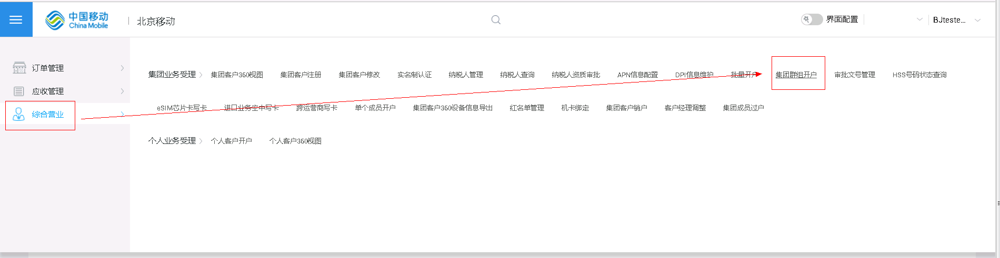 中国移动
China Mobile
北京移动
界面配置
BJteste...
订单管理
应收管理
综合营业
集团业务受理 集团客户360视图 集团客户注册 集团客户修改 实名制认证 纳税人管理 纳税人查询 纳税人资质审批 APN信息配置 DPI信息维护 批量开户 集团群组开户 审批文号管理 HSS号码状态查询
eSIM芯片卡写卡 进口业务空中写卡 跨运营商写卡 单个成员开户 集团客户360设备信息导出 红名单管理 机卡绑定 集团客户销户 客户经理调整 集团成员过户
个人业务受理 个人客户开户 个人客户360视图